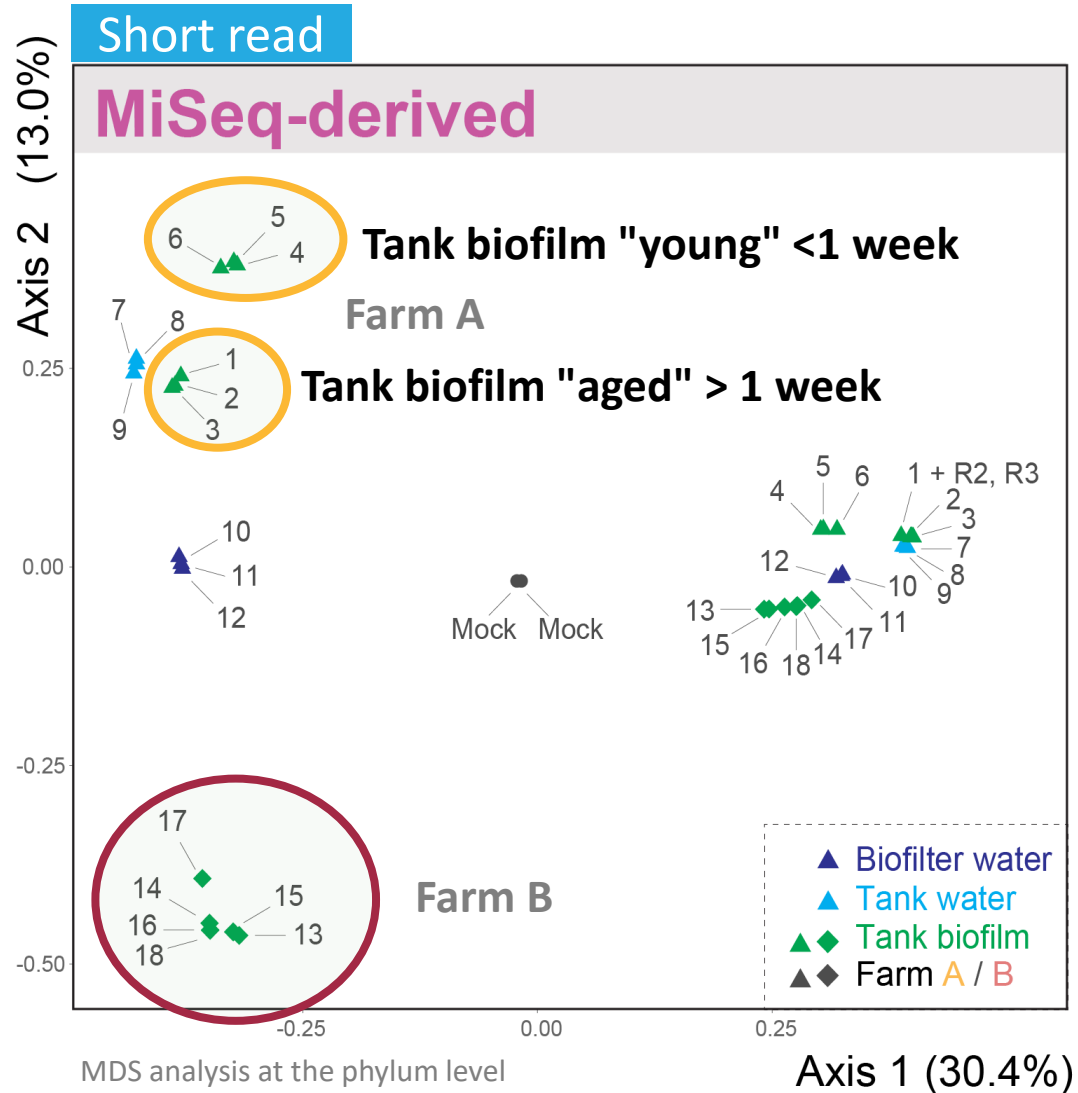 Short read
MiSeq-derived
Axis 2 (13.0%)
5
6
4
Tank biofilm "young" <1 week
Farm A
7
8
0.25
1
Tank biofilm "aged" > 1 week
2
9
3
5
6
1 + R2, R3
4
2
3
10
0.00
11
12
12
7
8
10
9
11
Mock Mock
13
15
16
18
14
17
-0.25
17
14
15
Farm B
16
13
18
-0.50
Biofilter water
Tank water
Tank biofilm
Farm A / B
-0.25
0.00
0.25
MDS analysis at the phylum level
Axis 1 (30.4%)